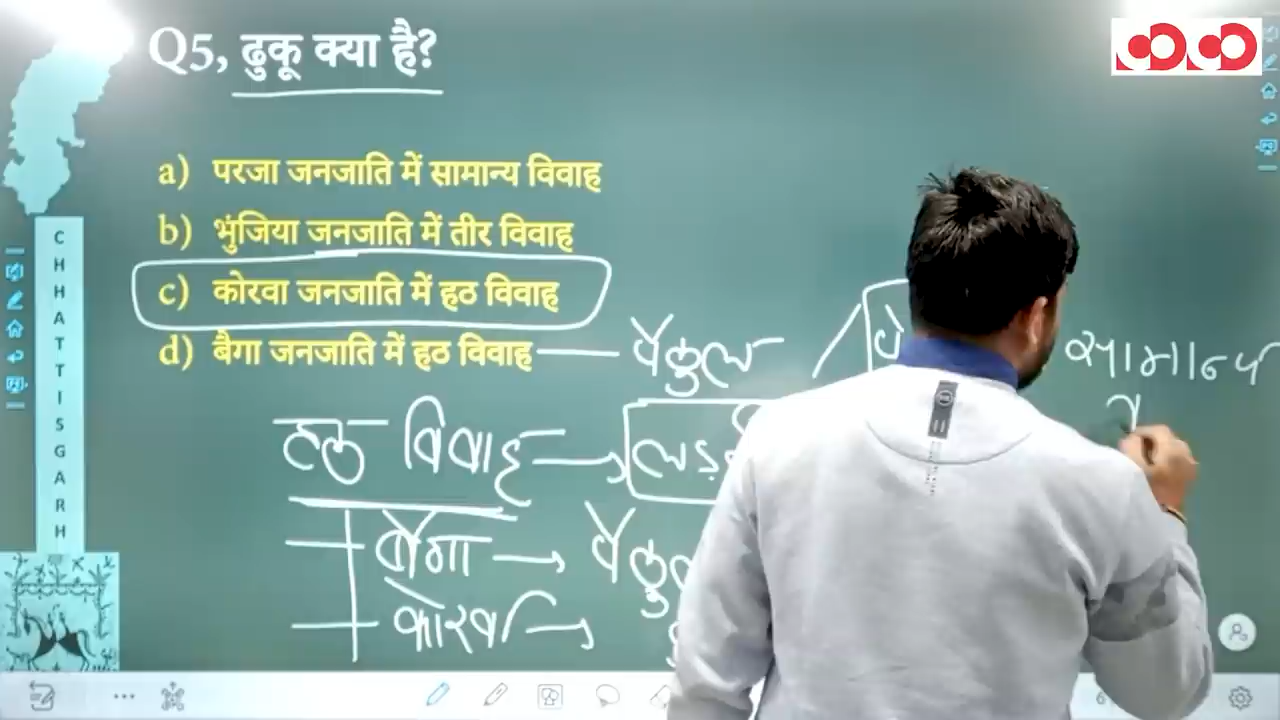 Q5, ढुकू क्या है?
a) परजा जनजाति में सामान्य विवाह
b) भुंजिया जनजाति में तीर विवाह
c) कोरवा जनजाति में हठ विवाह
d) बैगा जनजाति में हठ विवाह — पैठुल
सामान्य
हठ विवाह →
बैगा →
कोरवा →
CHHATTISGARH